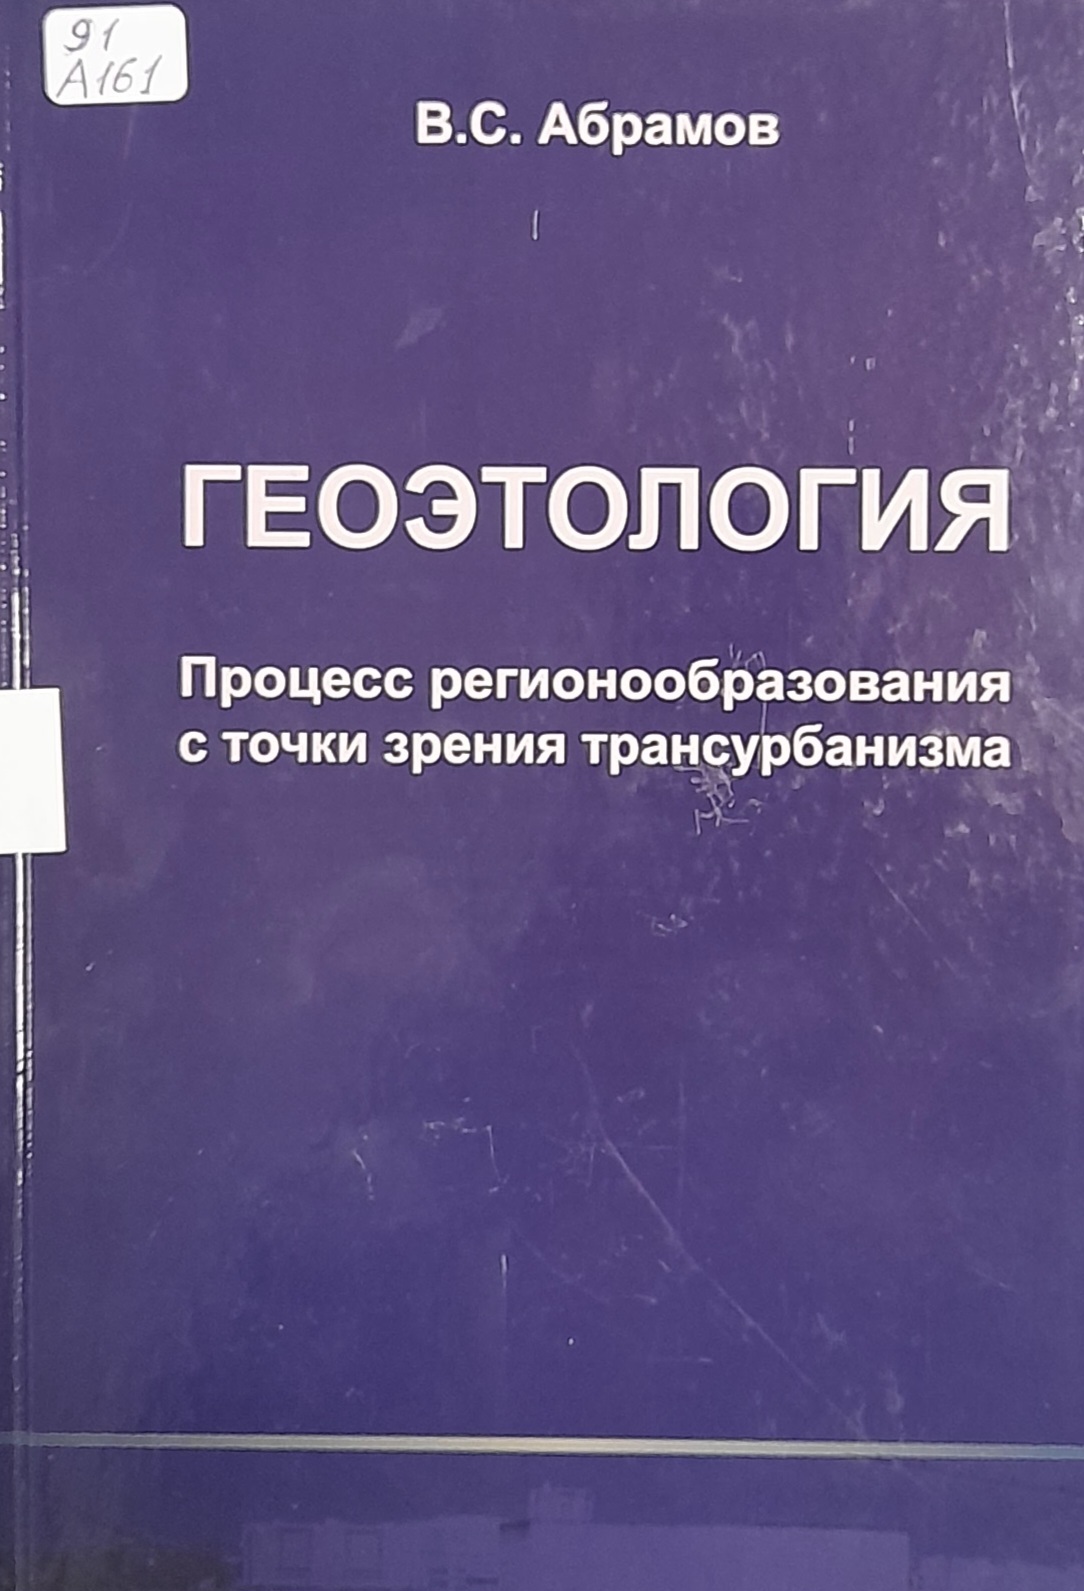 91
А161
В.С. Абрамов
ГЕОЭТОЛОГИЯ
Процесс регионообразования
с точки зрения трансурбанизма